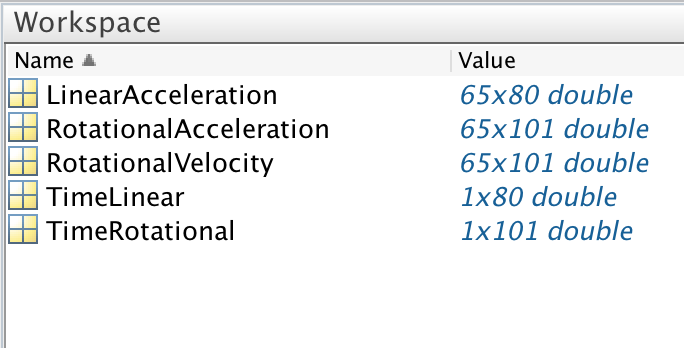 Workspace
Name Value
LinearAcceleration 65x80 double
RotationalAcceleration 65x101 double
RotationalVelocity 65x101 double
TimeLinear 1x80 double
TimeRotational 1x101 double